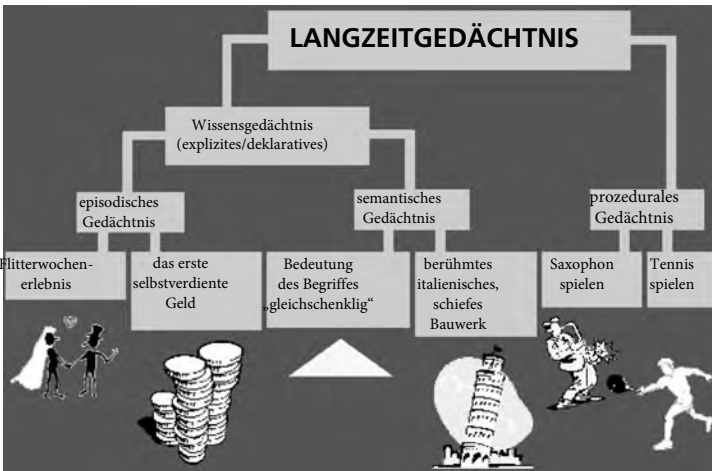 LANGZEITGEDÄCHTNIS
Wissensgedächtnis
(explizites/deklaratives)
episodisches
Gedächtnis
semantisches
Gedächtnis
prozedurales
Gedächtnis
Flitterwochen-
erlebnis
das erste
selbstverdiente
Geld
Bedeutung
des Begriffes
„gleichschenklig“
berühmtes
italienisches,
schiefes
Bauwerk
Saxophon
spielen
Tennis
spielen